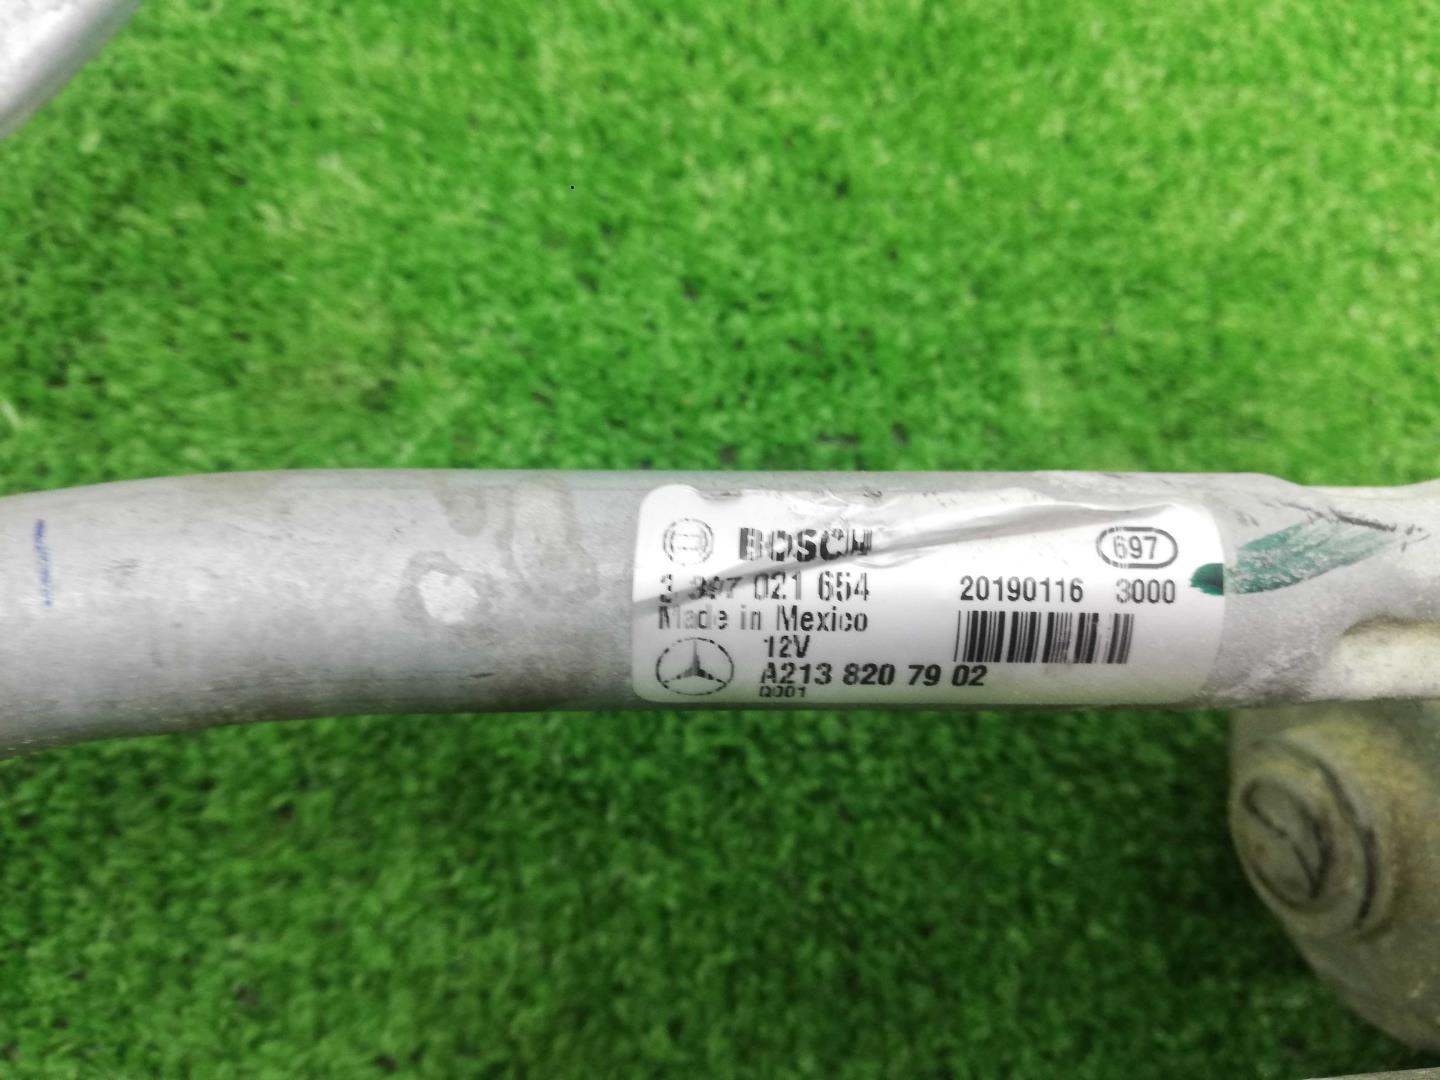 BOSCH
697
3 397 021 654
20190116 3000
Made in Mexico
12V
A213 820 79 02
Q001